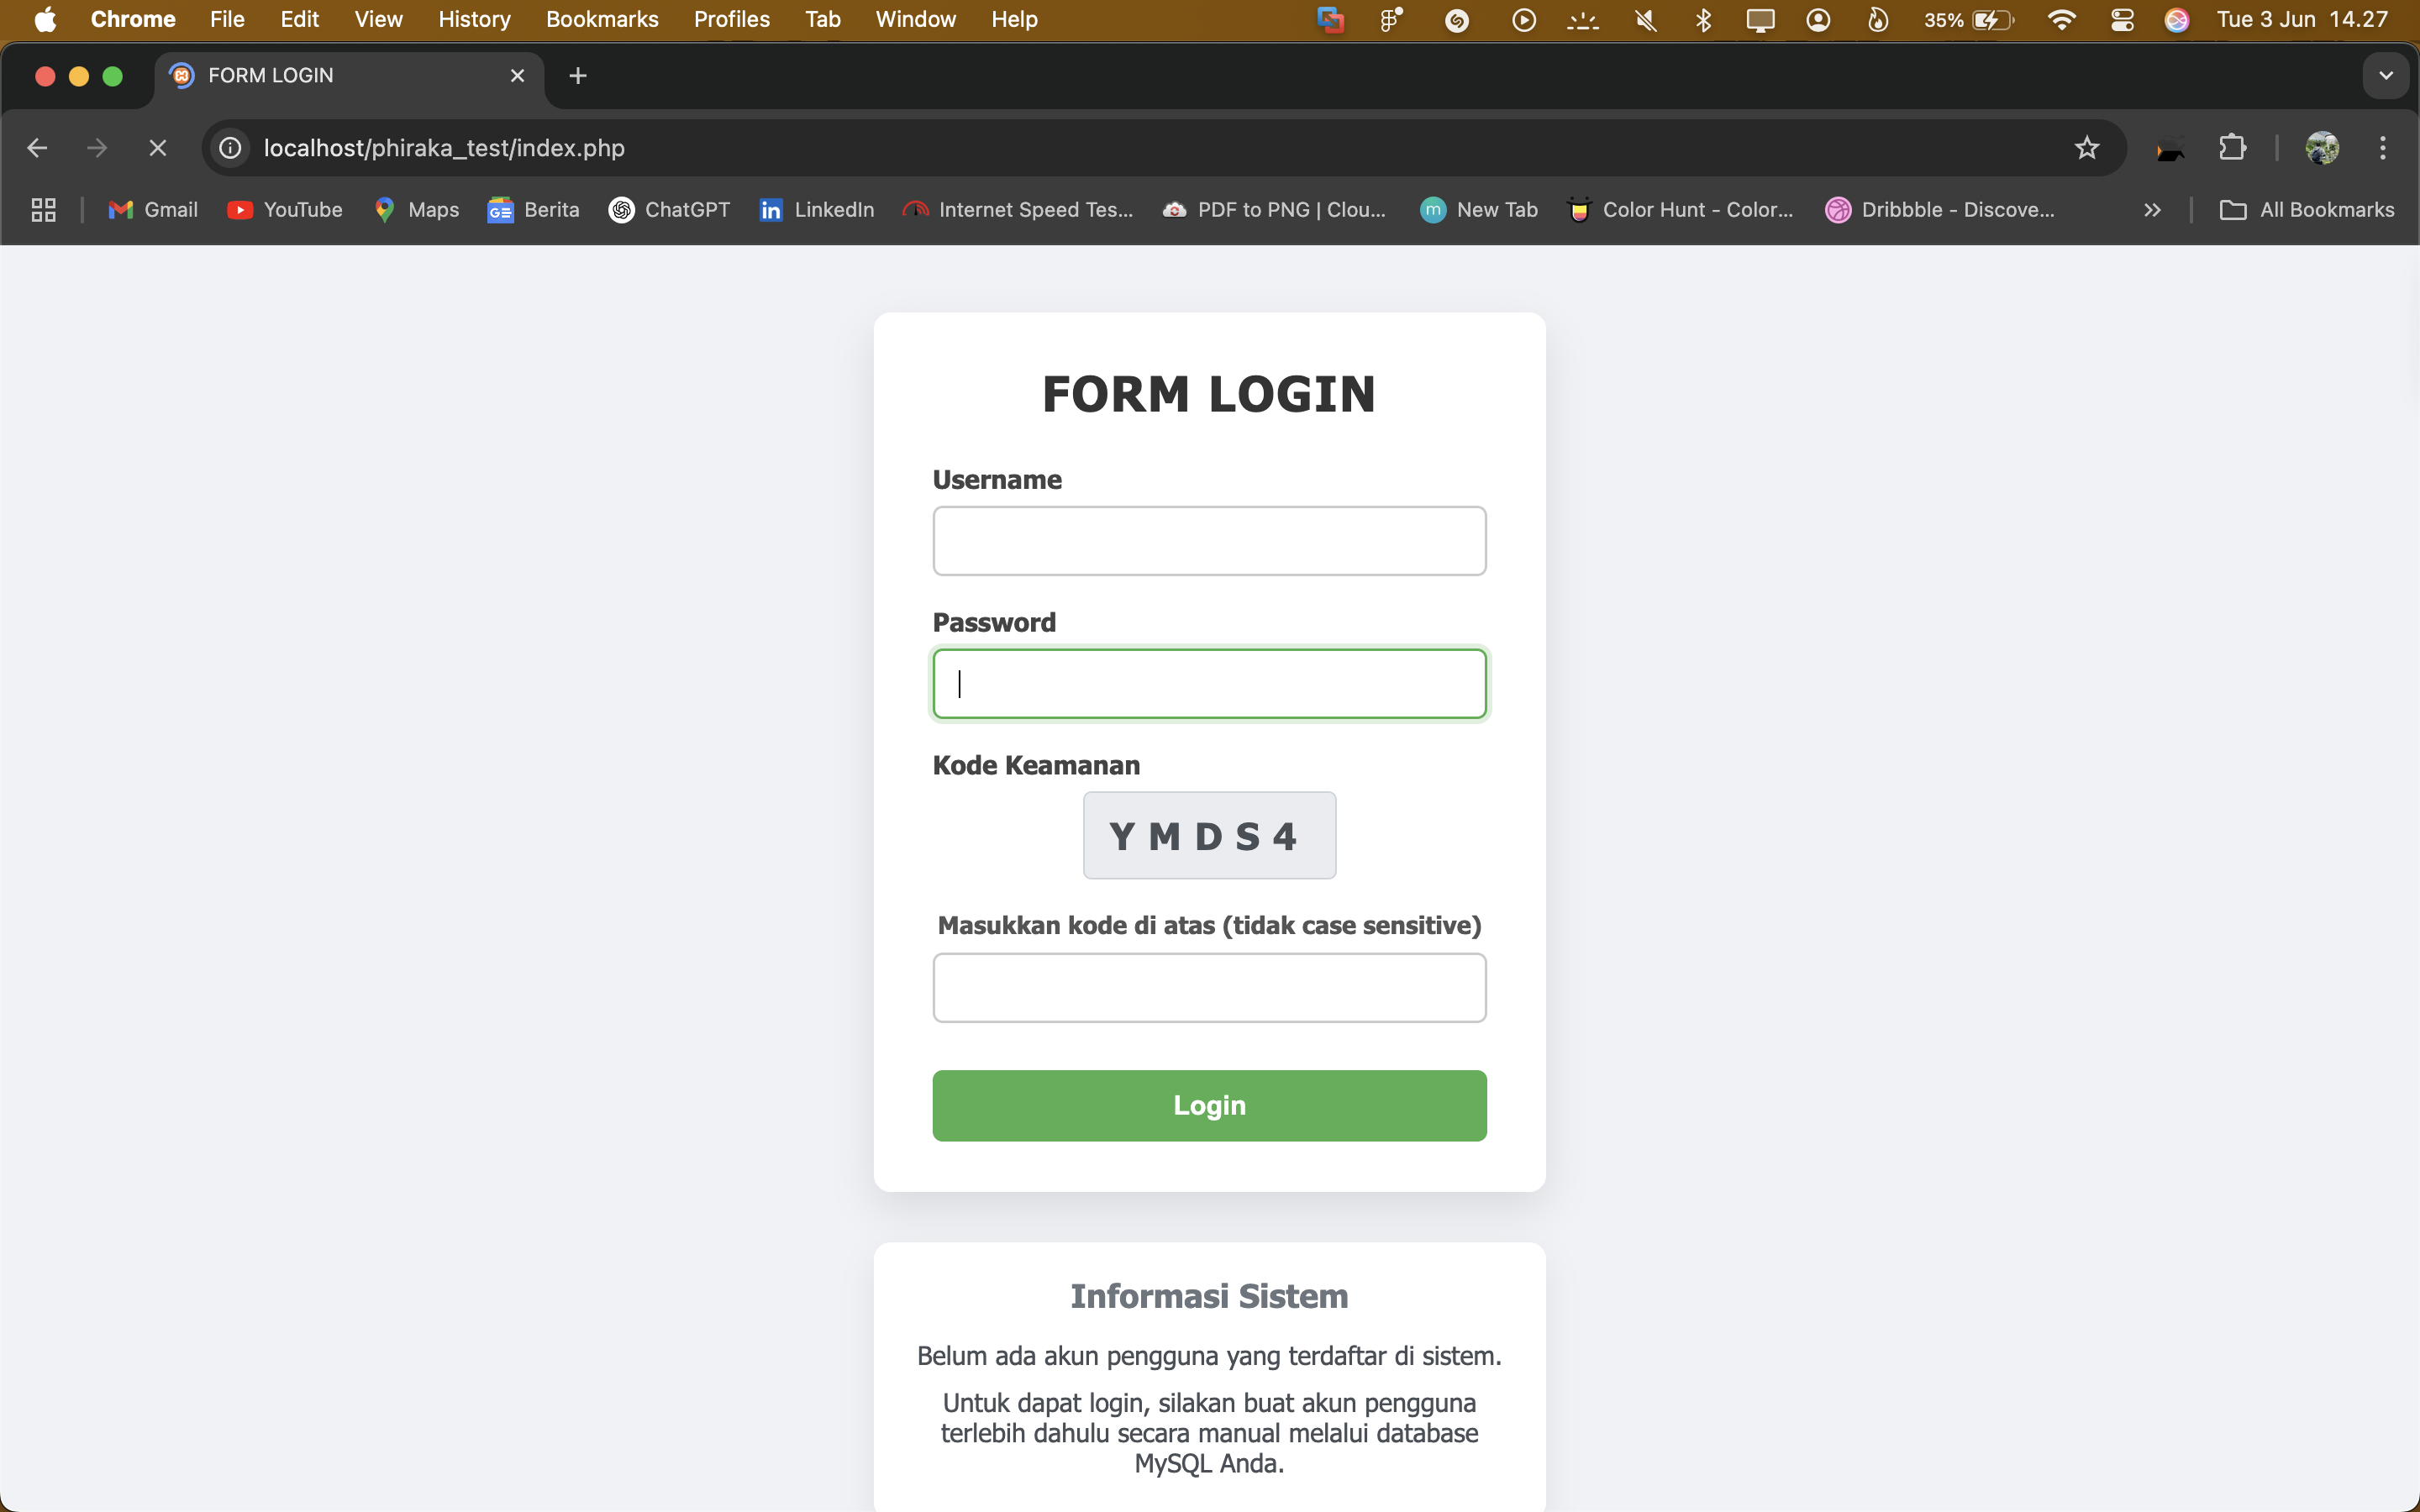 Chrome File Edit View History Bookmarks Profiles Tab Window Help 35% Tue 3 Jun 14.27
FORM LOGIN
localhost/phiraka_test/index.php
Gmail YouTube Maps Berita ChatGPT LinkedIn Internet Speed Tes... PDF to PNG | Clou... New Tab Color Hunt - Color... Dribbble - Discove... All Bookmarks
FORM LOGIN
Username
Password
Kode Keamanan
YMDS4
Masukkan kode di atas (tidak case sensitive)
Login
Informasi Sistem
Belum ada akun pengguna yang terdaftar di sistem.
Untuk dapat login, silakan buat akun pengguna
terlebih dahulu secara manual melalui database
MySQL Anda.